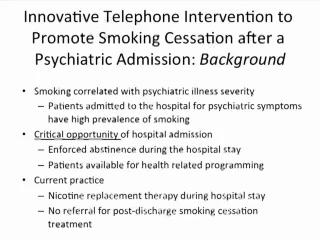 Innovative Telephone Intervention to
Promote Smoking Cessation after a
Psychiatric Admission: Background
• Smoking correlated with psychiatric illness severity
– Patients admitted to the hospital for psychiatric symptoms
have high prevalence of smoking
• Critical opportunity of hospital admission
– Enforced abstinence during the hospital stay
– Patients available for health related programming
• Current practice
– Nicotine replacement therapy during hospital stay
– No referral for post-discharge smoking cessation
treatment